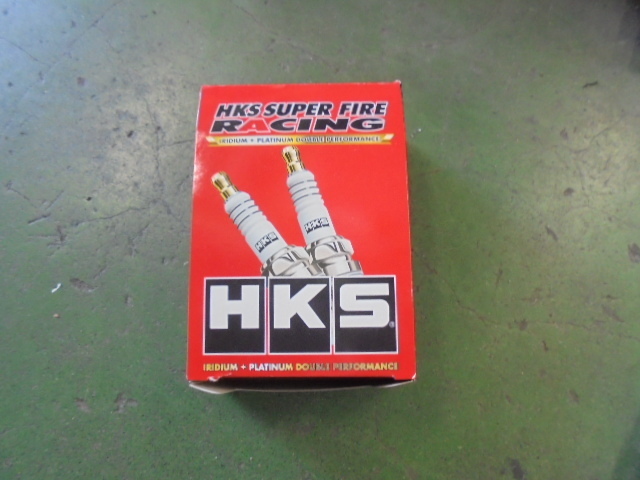 HKS SUPER FIRE
RACING
IRIDIUM + PLATINUM DOUBLE PERFORMANCE
HKS
HKS
HKS®
IRIDIUM + PLATINUM DOUBLE PERFORMANCE